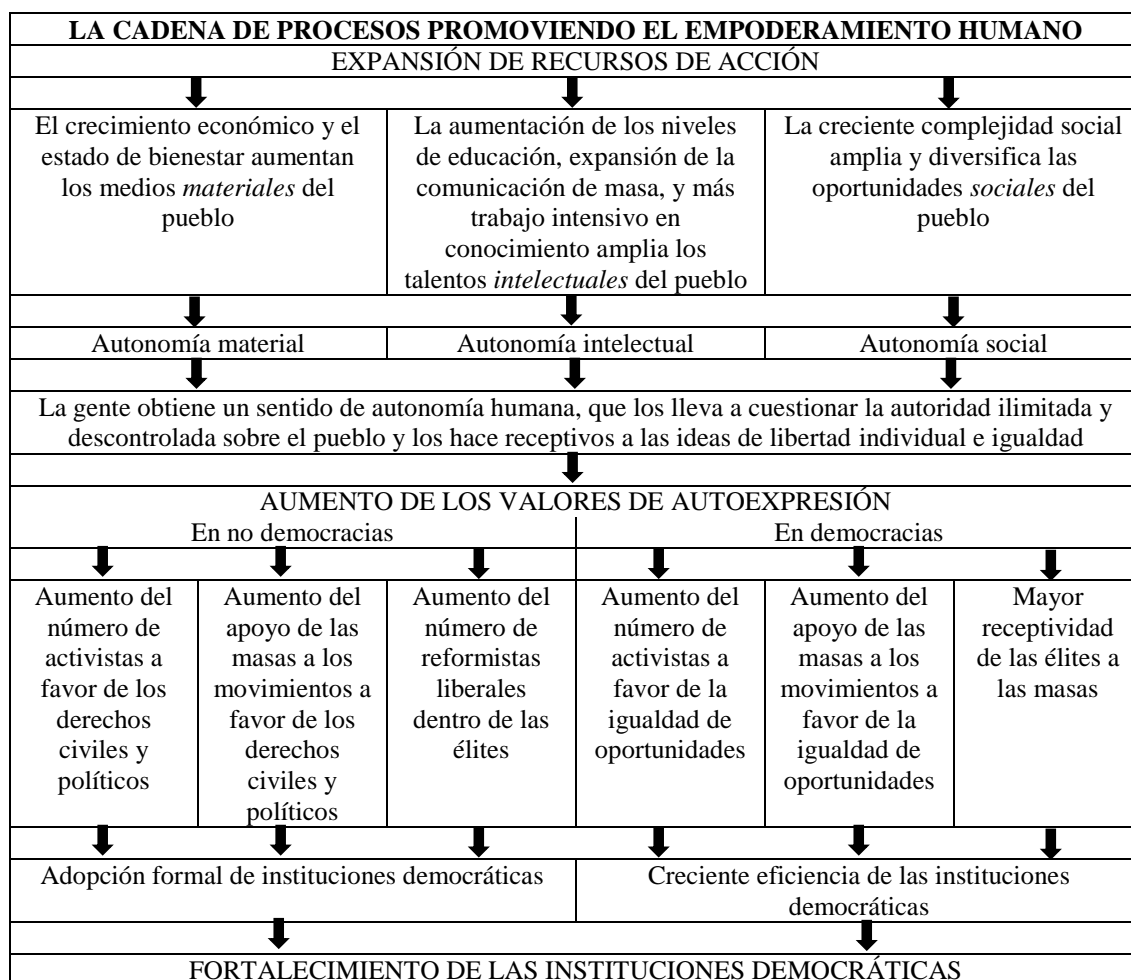 LA CADENA DE PROCESOS PROMOVIENDO EL EMPODERAMIENTO HUMANO
EXPANSIÓN DE RECURSOS DE ACCIÓN
El crecimiento económico y el
estado de bienestar aumentan
los medios materiales del
pueblo
La aumentación de los niveles
de educación, expansión de la
comunicación de masa, y más
trabajo intensivo en
conocimiento amplia los
talentos intelectuales del pueblo
La creciente complejidad social
amplia y diversifica las
oportunidades sociales del
pueblo
Autonomía material
Autonomía intelectual
Autonomía social
La gente obtiene un sentido de autonomía humana, que los lleva a cuestionar la autoridad ilimitada y
descontrolada sobre el pueblo y los hace receptivos a las ideas de libertad individual e igualdad
AUMENTO DE LOS VALORES DE AUTOEXPRESIÓN
En no democracias
En democracias
Aumento del
número de
activistas a
favor de los
derechos
civiles y
políticos
Aumento del
apoyo de las
masas a los
movimientos a
favor de los
derechos
civiles y
políticos
Aumento del
número de
reformistas
liberales
dentro de las
élites
Aumento del
número de
activistas a
favor de la
igualdad de
oportunidades
Aumento del
apoyo de las
masas a los
movimientos a
favor de la
igualdad de
oportunidades
Mayor
receptividad
de las élites a
las masas
Adopción formal de instituciones democráticas
Creciente eficiencia de las instituciones
democráticas
FORTALECIMIENTO DE LAS INSTITUCIONES DEMOCRÁTICAS